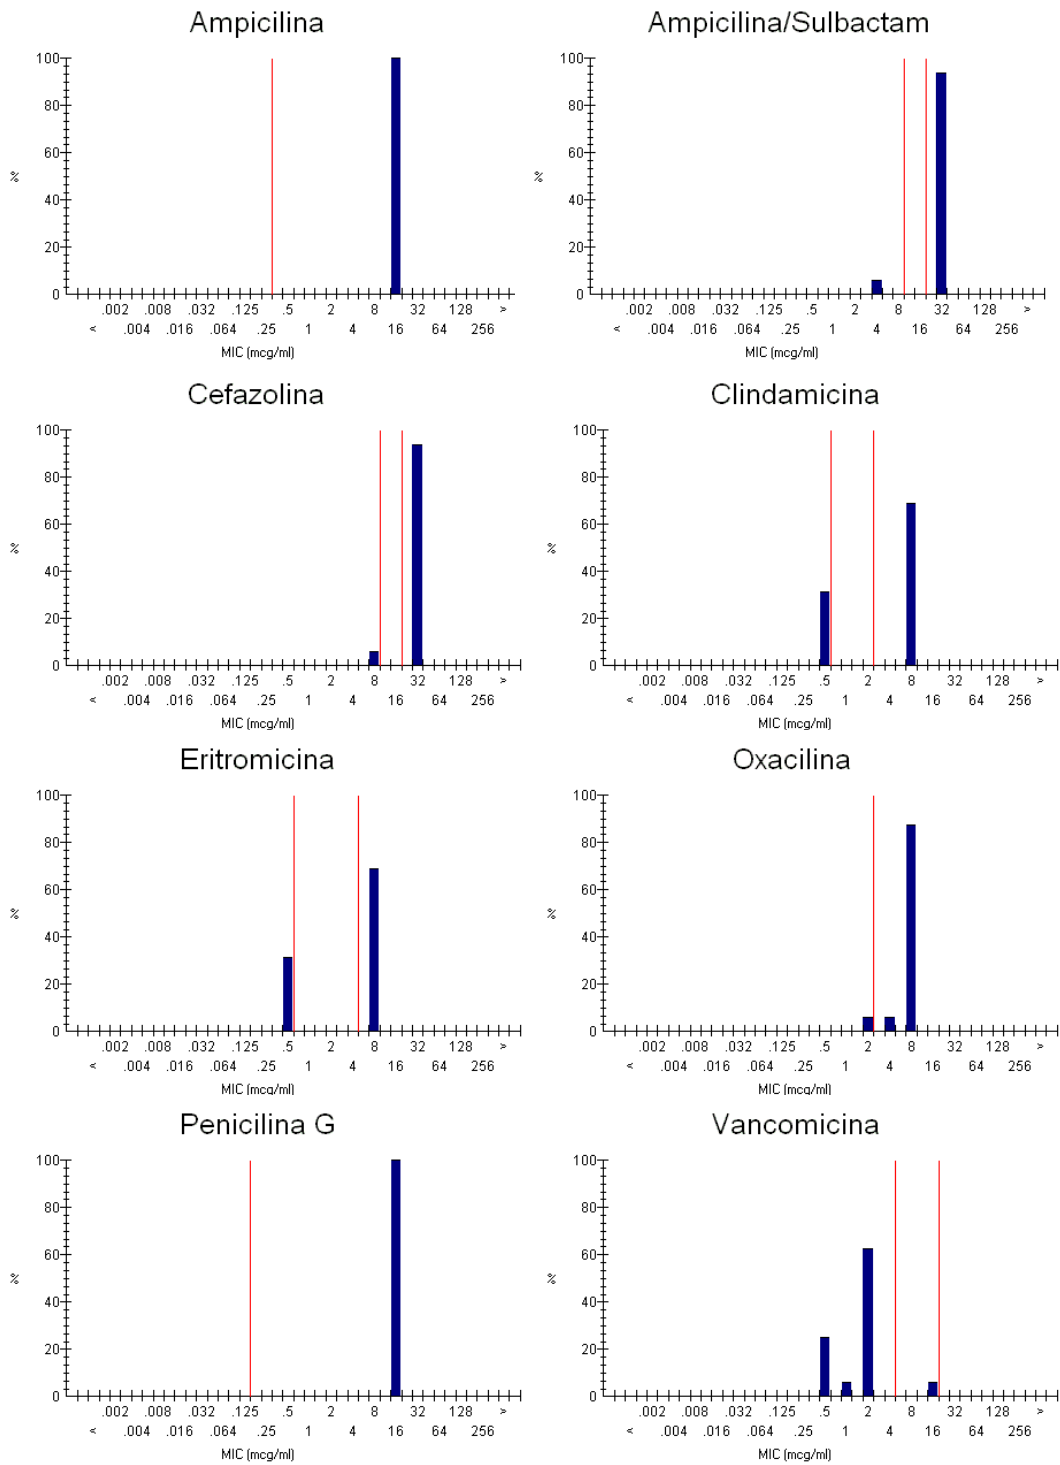 Ampicilina
Ampicilina/Sulbactam
100
80
60
40
20
0
%
.002 .008 .032 .125 .5 2 8 32 128 >
< .004 .016 .064 .25 1 4 16 64 256
MIC (mcg/ml)
100
80
60
40
20
0
%
.002 .008 .032 .125 .5 2 8 32 128 >
< .004 .016 .064 .25 1 4 16 64 256
MIC (mcg/ml)
Cefazolina
Clindamicina
100
80
60
40
20
0
%
.002 .008 .032 .125 .5 2 8 32 128 >
< .004 .016 .064 .25 1 4 16 64 256
MIC (mcg/ml)
100
80
60
40
20
0
%
.002 .008 .032 .125 .5 2 8 32 128 >
< .004 .016 .064 .25 1 4 16 64 256
MIC (mcg/ml)
Eritromicina
Oxacilina
100
80
60
40
20
0
%
.002 .008 .032 .125 .5 2 8 32 128 >
< .004 .016 .064 .25 1 4 16 64 256
MIC (mcg/ml)
100
80
60
40
20
0
%
.002 .008 .032 .125 .5 2 8 32 128 >
< .004 .016 .064 .25 1 4 16 64 256
MIC (mcg/ml)
Penicilina G
Vancomicina
100
80
60
40
20
0
%
.002 .008 .032 .125 .5 2 8 32 128 >
< .004 .016 .064 .25 1 4 16 64 256
MIC (mcg/ml)
100
80
60
40
20
0
%
.002 .008 .032 .125 .5 2 8 32 128 >
< .004 .016 .064 .25 1 4 16 64 256
MIC (mcg/ml)